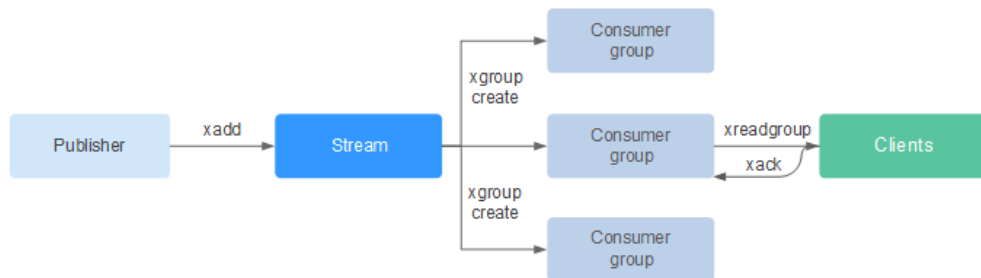 Consumer
group
xgroup
create
Publisher
xadd
Stream
Consumer
group
xreadgroup
xack
Clients
xgroup
create
Consumer
group